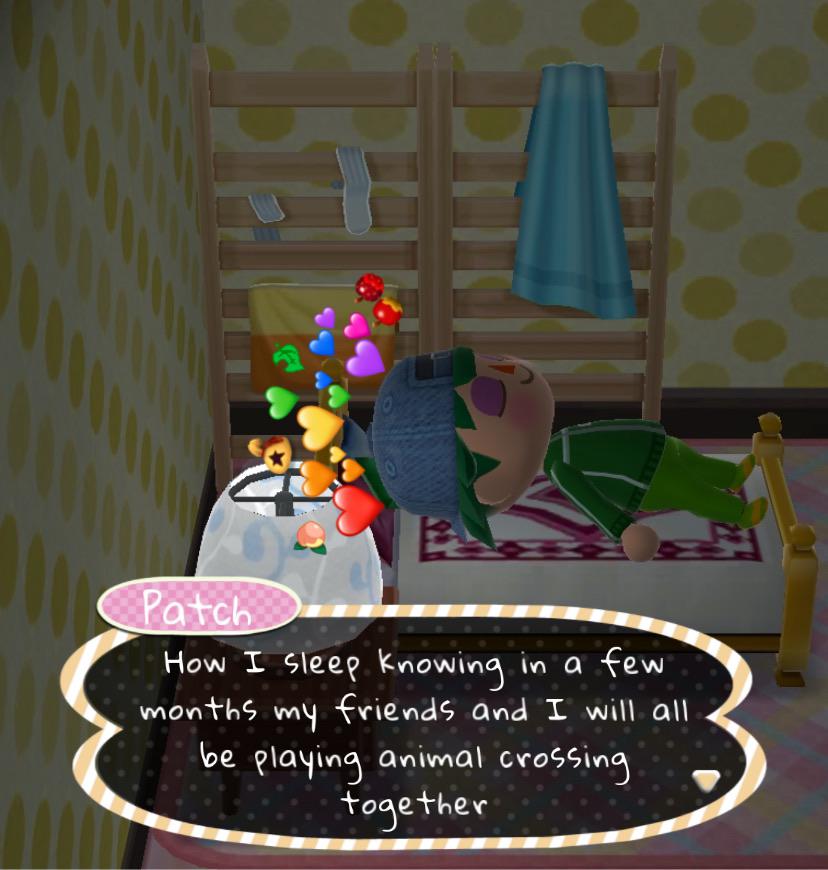 Patch
How I sleep knowing in a few
months my friends and I will all
be playing animal crossing
together